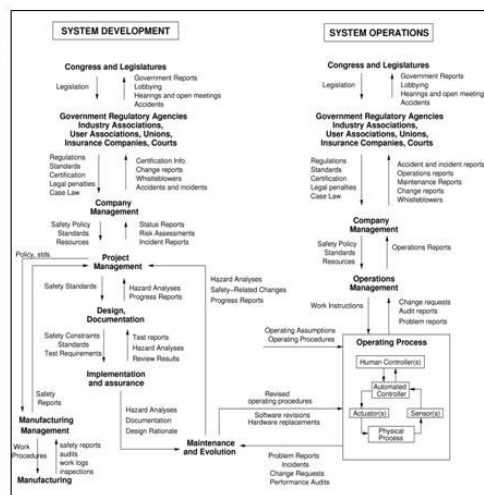 SYSTEM DEVELOPMENT
Congress and Legislatures
Legislation
Government Reports
Lobbying
Hearings and open meetings
Accidents
Government Regulatory Agencies
Industry Associations,
User Associations, Unions,
Insurance Companies, Courts
Regulations
Standards
Certification
Legal penalties
Case Law
Certification Info.
Change reports
Whistleblowers
Accidents and incidents
Company
Management
Safety Policy
Standards
Resources
Status Reports
Risk Assessments
Incident Reports
Policy, stds.
Project
Management
Safety Standards
Hazard Analyses
Progress Reports
Design,
Documentation
Safety Constraints
Standards
Test Requirements
Test reports
Hazard Analyses
Review Results
Implementation
and assurance
Safety
Reports
Manufacturing
Management
Work
Procedures
safety reports
audits
work logs
inspections
Manufacturing
Hazard Analyses
Documentation
Design Rationale
Maintenance
and Evolution
SYSTEM OPERATIONS
Congress and Legislatures
Legislation
Government Reports
Lobbying
Hearings and open meetings
Accidents
Government Regulatory Agencies
Industry Associations,
User Associations, Unions,
Insurance Companies, Courts
Regulations
Standards
Certification
Legal penalties
Case Law
Accident and incident reports
Operations reports
Maintenance Reports
Change reports
Whistleblowers
Company
Management
Safety Policy
Standards
Resources
Operations Reports
Operations
Management
Hazard Analyses
Safety-Related Changes
Progress Reports
Work Instructions
Change requests
Audit reports
Problem reports
Operating Assumptions
Operating Procedures
Operating Process
Human Controller(s)
Automated
Controller
Actuator(s)
Sensor(s)
Physical
Process
Revised
operating procedures
Software revisions
Hardware replacements
Problem Reports
Incidents
Change Requests
Performance Audits